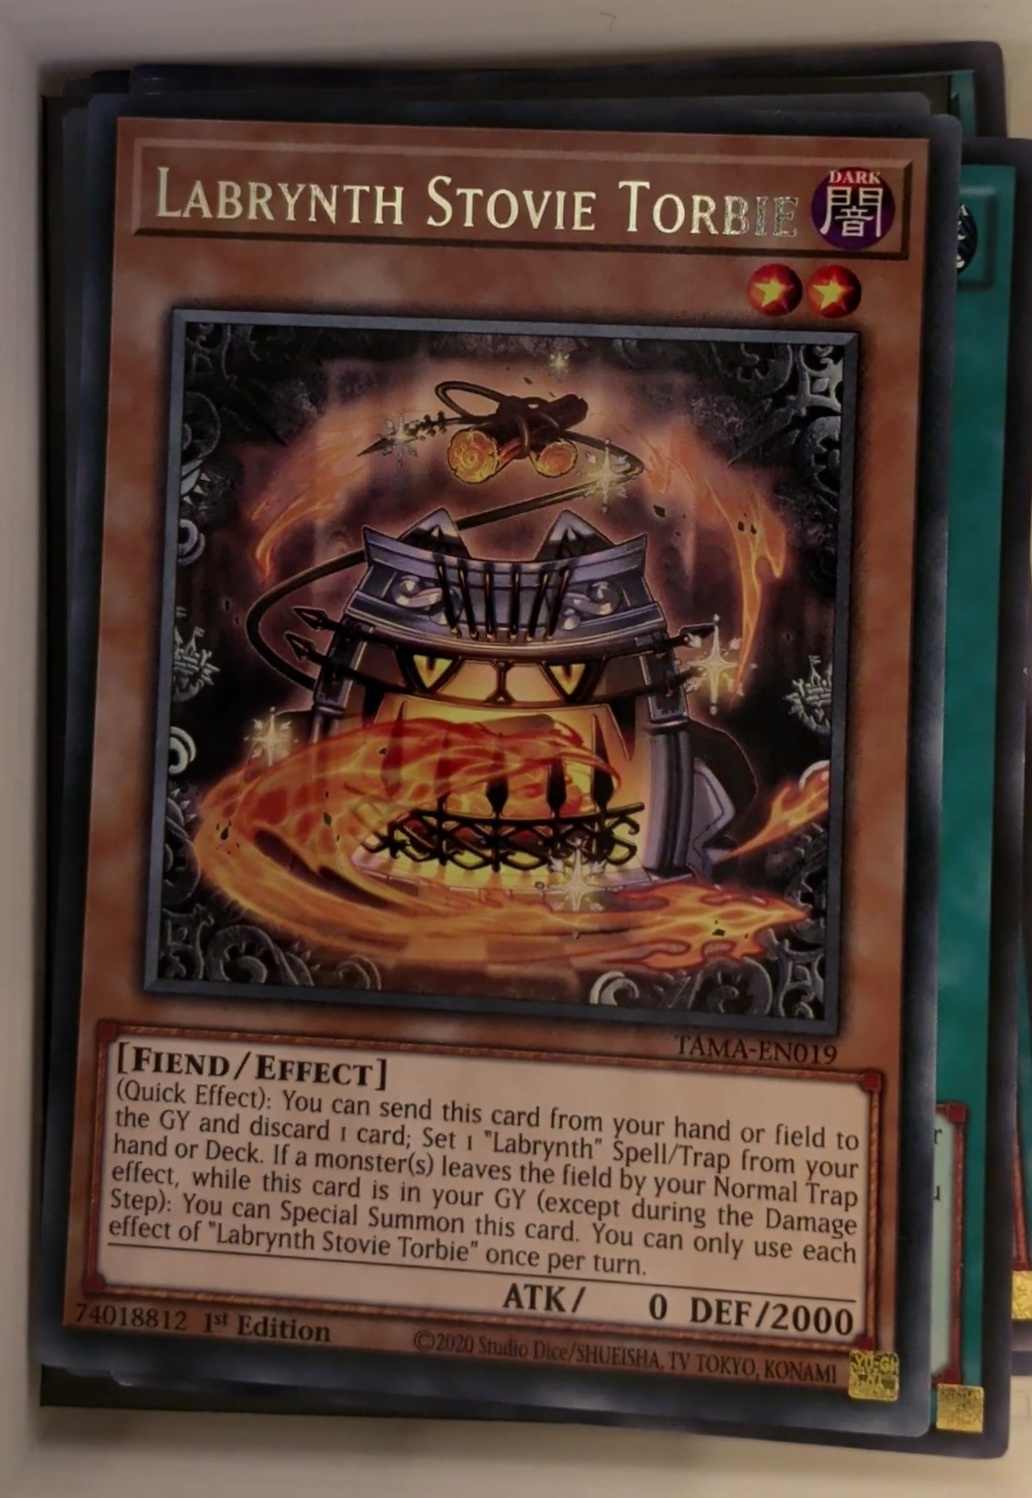 LABRYNTH STOVIE TORBIE
DARK
闇
TAMA-EN019
[FIEND/EFFECT]
(Quick Effect): You can send this card from your hand or field to
the GY and discard 1 card; Set 1 "Labrynth" Spell/Trap from your
hand or Deck. If a monster(s) leaves the field by your Normal Trap
effect, while this card is in your GY (except during the Damage
Step): You can Special Summon this card. You can only use each
effect of "Labrynth Stovie Torbie" once per turn.
ATK/ 0 DEF/2000
74018812 1st Edition
©2020 Studio Dice/SHUEISHA, TV TOKYO, KONAMI